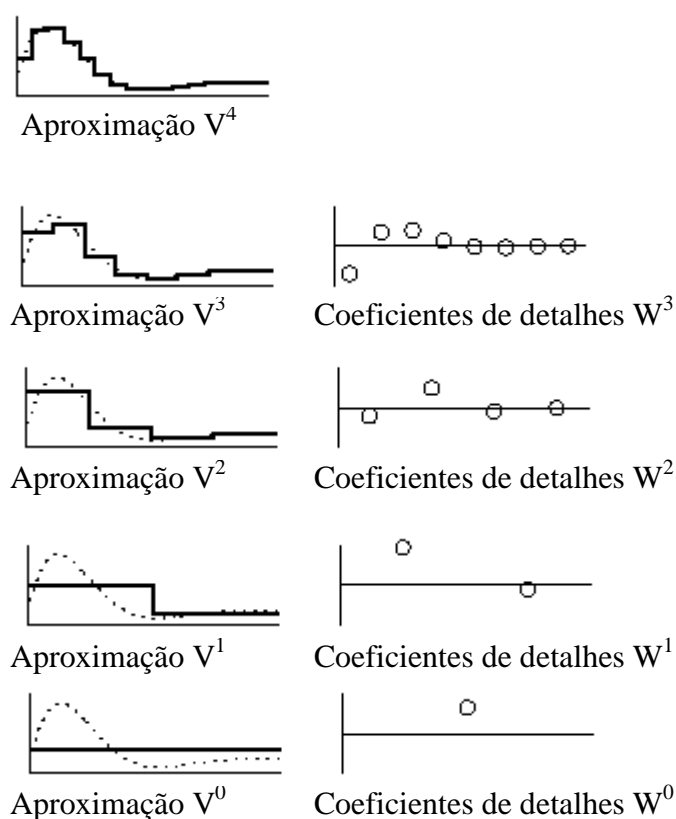 Aproximação V⁴
Aproximação V³
Coeficientes de detalhes W³
Aproximação V²
Coeficientes de detalhes W²
Aproximação V¹
Coeficientes de detalhes W¹
Aproximação V⁰
Coeficientes de detalhes W⁰